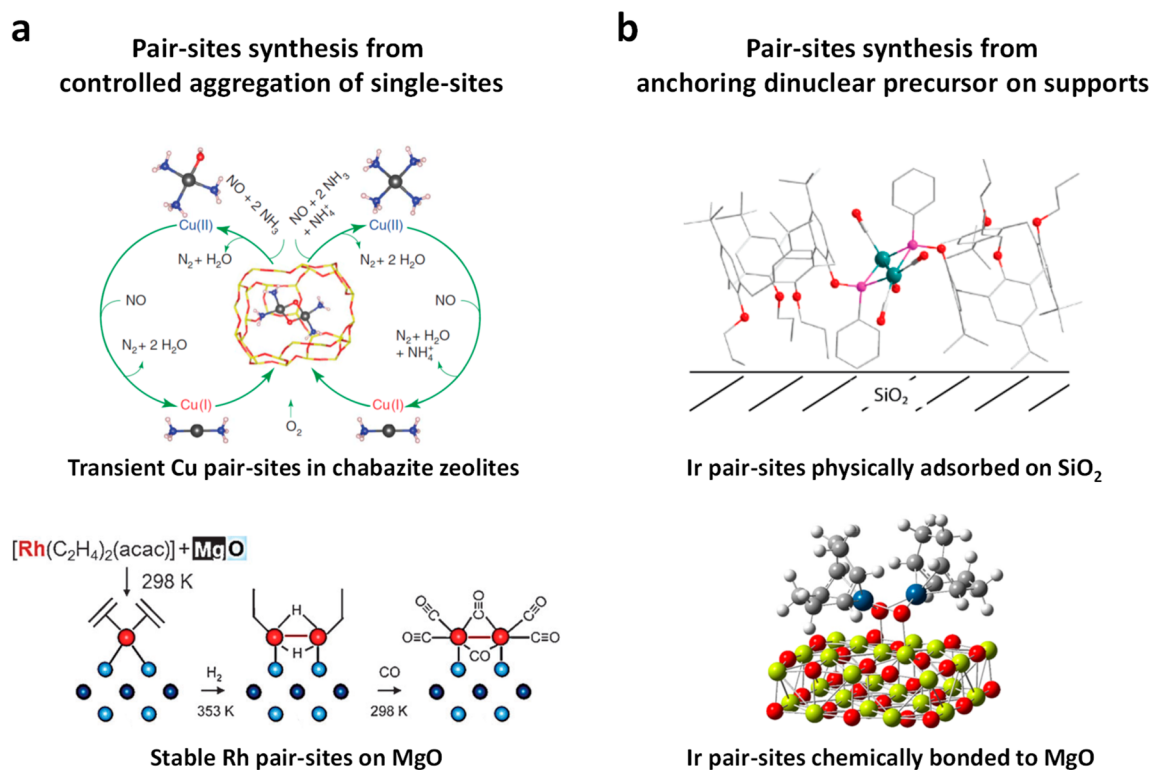 a
Pair-sites synthesis from
controlled aggregation of single-sites
NO + 2 NH₃
NO + 2 NH₃
+ NH₄⁺
Cu(II)
Cu(II)
N₂ + H₂O
N₂ + 2 H₂O
NO
NO
N₂ + 2 H₂O
N₂ + H₂O
+ NH₄⁺
Cu(I)
Cu(I)
O₂
Transient Cu pair-sites in chabazite zeolites
[Rh(C₂H₄)₂(acac)] + MgO
298 K
H
H
H₂
353 K
CO
298 K
O≡C
C≡O
C≡O
O≡C
C≡O
CO
Stable Rh pair-sites on MgO
b
Pair-sites synthesis from
anchoring dinuclear precursor on supports
SiO₂
Ir pair-sites physically adsorbed on SiO₂
Ir pair-sites chemically bonded to MgO